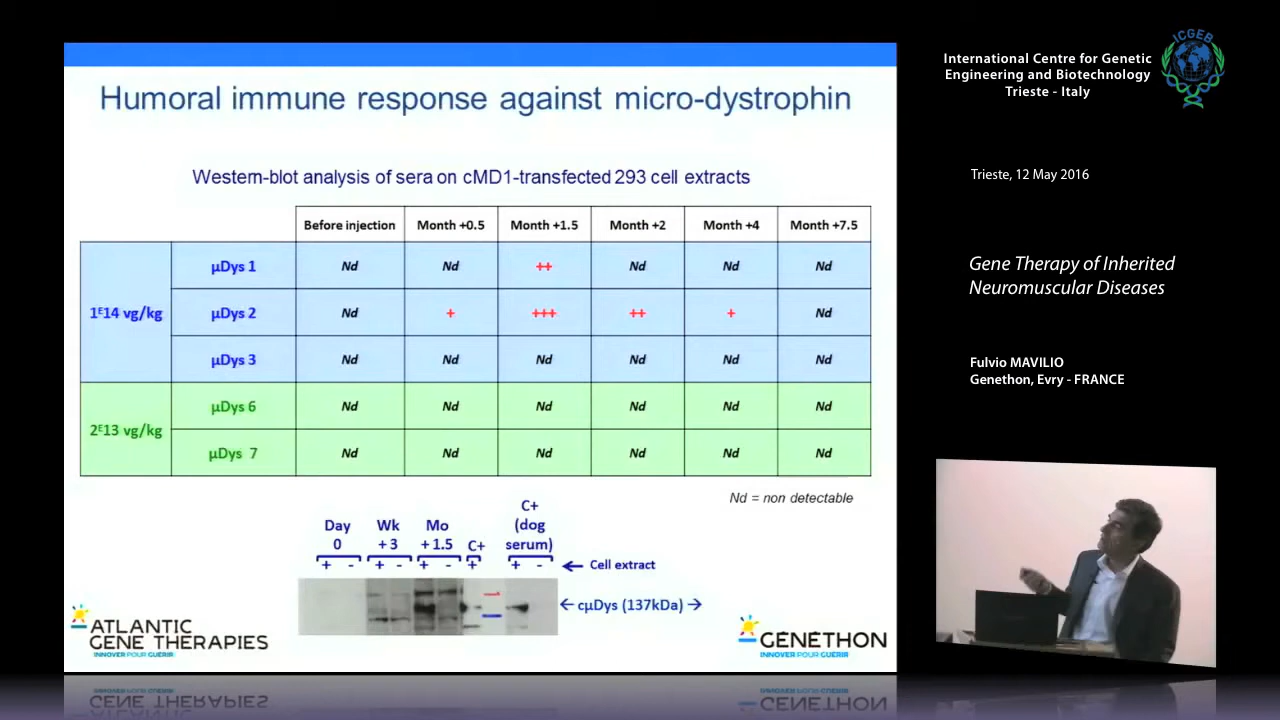 Humoral immune response against micro-dystrophin
Western-blot analysis of sera on cMD1-transfected 293 cell extracts
Before injection Month +0.5 Month +1.5 Month +2 Month +4 Month +7.5
1E14 vg/kg
µDys 1 Nd Nd ++ Nd Nd Nd
µDys 2 Nd + +++ ++ + Nd
µDys 3 Nd Nd Nd Nd Nd Nd
2E13 vg/kg
µDys 6 Nd Nd Nd Nd Nd Nd
µDys 7 Nd Nd Nd Nd Nd Nd
Nd = non detectable
Day 0
Wk + 3
Mo + 1.5
C+
C+ (dog serum)
+ - + - + - + + - ← Cell extract
← cµDys (137kDa) →
ATLANTIC
GENE THERAPIES
INNOVER POUR GUÉRIR
GENETHON
INNOVER POUR GUÉRIR
International Centre for Genetic
Engineering and Biotechnology
Trieste - Italy
ICGEB
Trieste, 12 May 2016
Gene Therapy of Inherited
Neuromuscular Diseases
Fulvio MAVILIO
Genethon, Evry - FRANCE